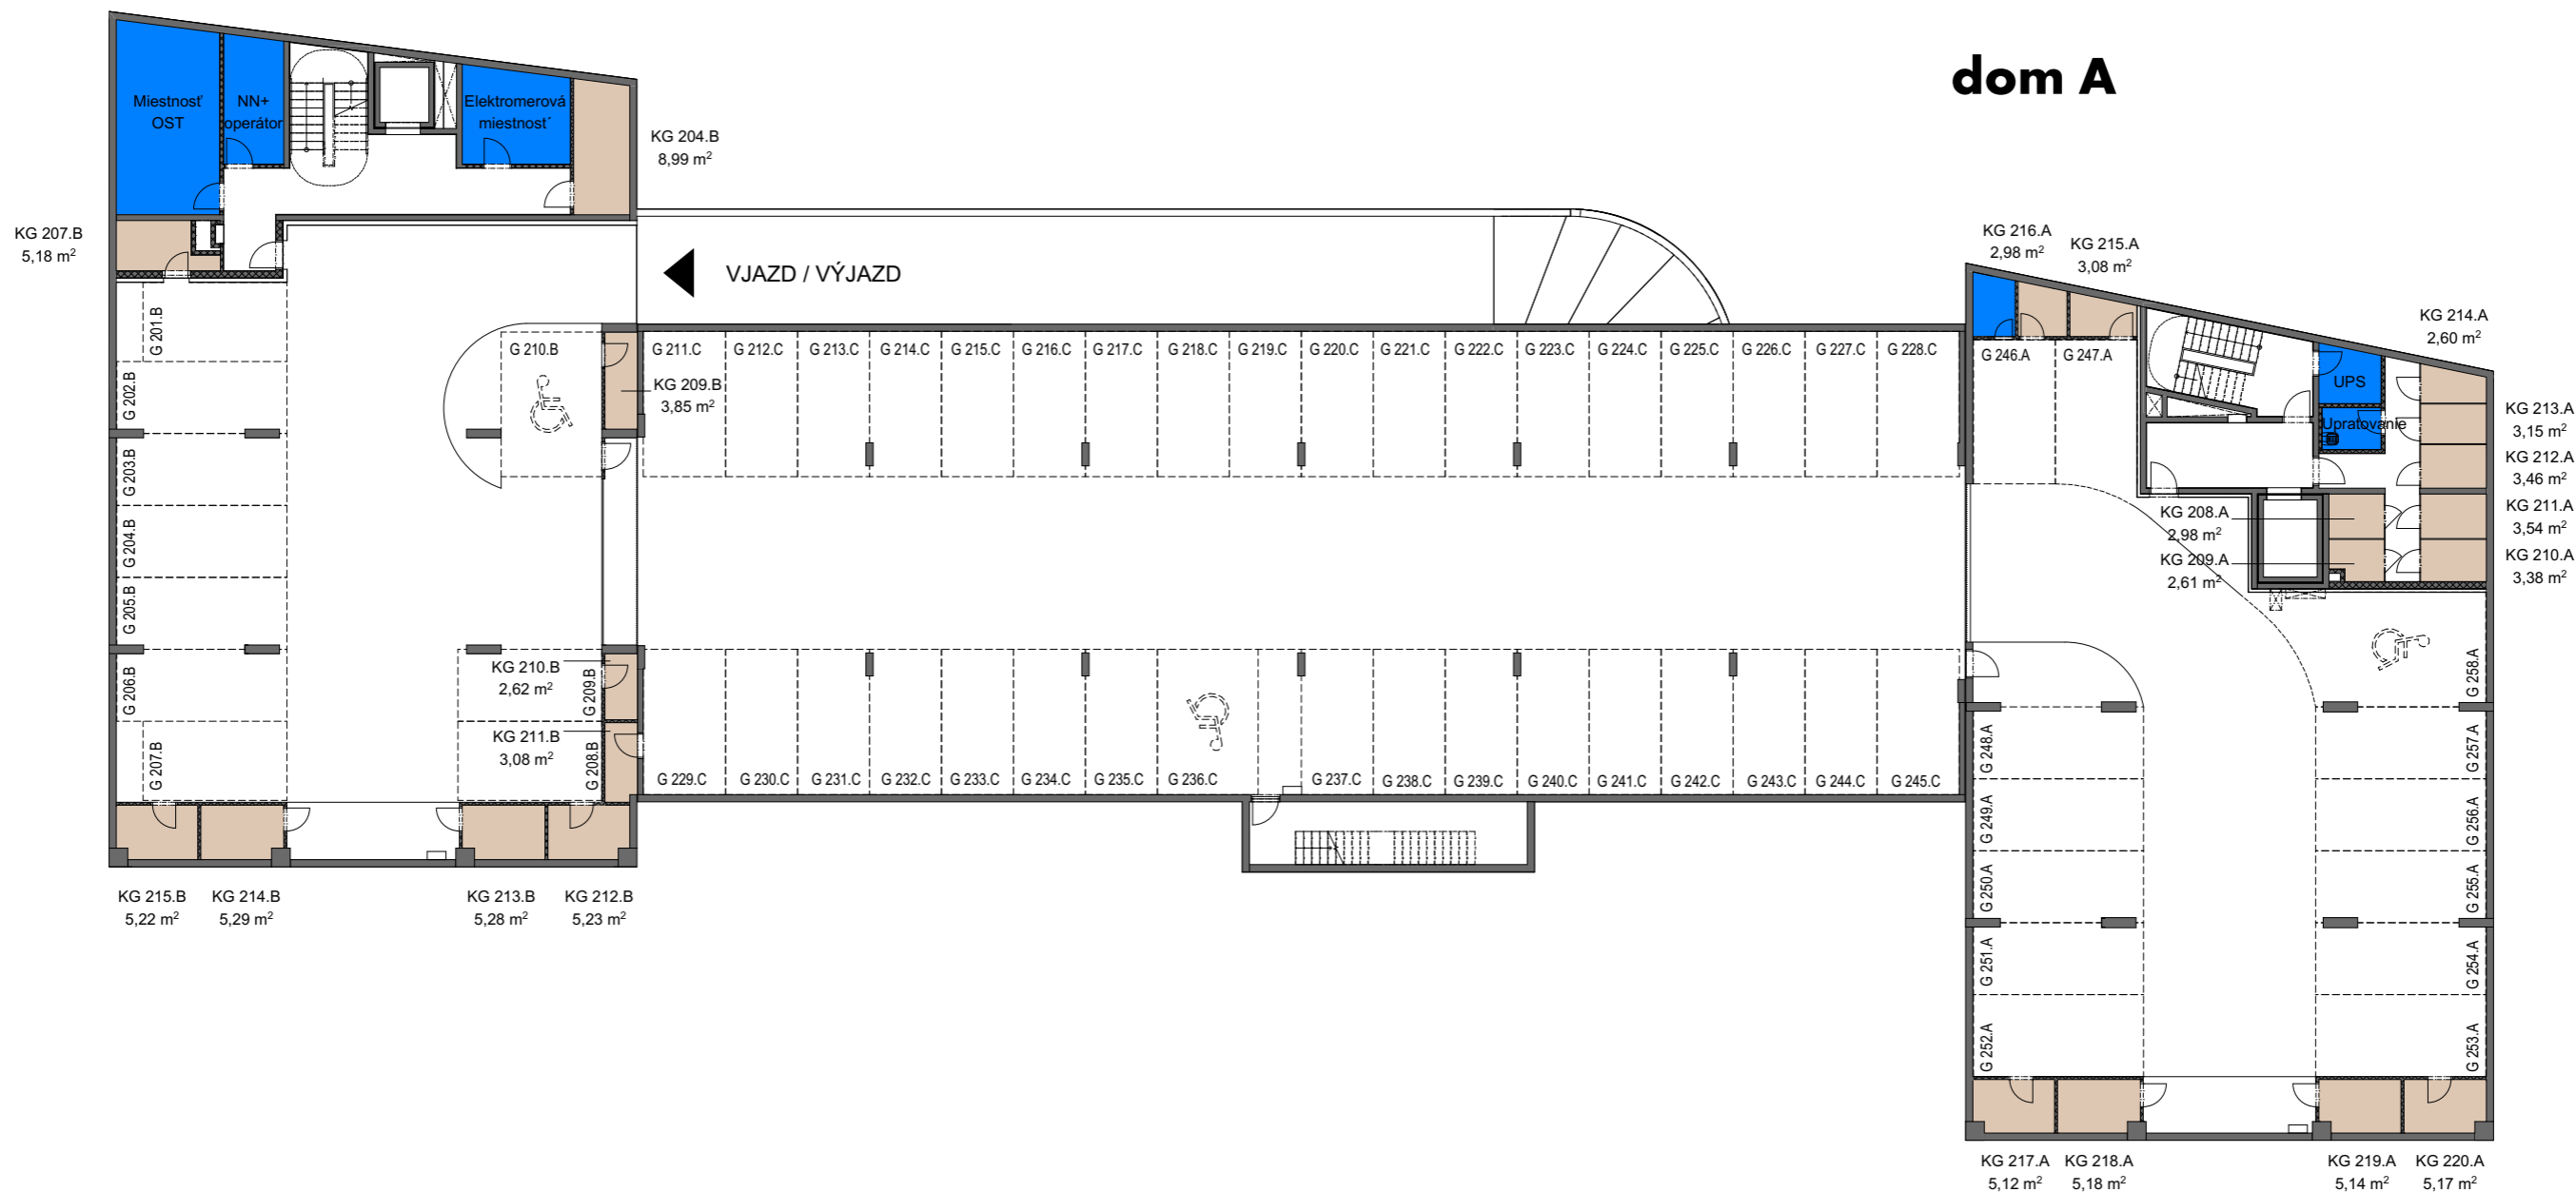 dom A
Miestnosť
OST
NN+
operátor
Elektromerová
miestnosť
KG 204.B
8,99 m²
KG 207.B
5,18 m²
VJAZD / VÝJAZD
KG 216.A
2,98 m²
KG 215.A
3,08 m²
KG 214.A
2,60 m²
G 201.B
G 202.B
G 203.B
G 204.B
G 205.B
G 206.B
G 207.B
G 210.B
KG 209.B
3,85 m²
G 211.C
G 212.C
G 213.C
G 214.C
G 215.C
G 216.C
G 217.C
G 218.C
G 219.C
G 220.C
G 221.C
G 222.C
G 223.C
G 224.C
G 225.C
G 226.C
G 227.C
G 228.C
G 246.A
G 247.A
UPS
Upratovanie
KG 213.A
3,15 m²
KG 212.A
3,46 m²
KG 211.A
3,54 m²
KG 210.A
3,38 m²
KG 208.A
2,98 m²
KG 209.A
2,61 m²
KG 210.B
2,62 m²
G 209.B
KG 211.B
3,08 m²
G 208.B
G 229.C
G 230.C
G 231.C
G 232.C
G 233.C
G 234.C
G 235.C
G 236.C
G 237.C
G 238.C
G 239.C
G 240.C
G 241.C
G 242.C
G 243.C
G 244.C
G 245.C
G 248.A
G 249.A
G 250.A
G 251.A
G 252.A
G 258.A
G 257.A
G 256.A
G 255.A
G 254.A
G 253.A
KG 215.B
5,22 m²
KG 214.B
5,29 m²
KG 213.B
5,28 m²
KG 212.B
5,23 m²
KG 217.A
5,12 m²
KG 218.A
5,18 m²
KG 219.A
5,14 m²
KG 220.A
5,17 m²